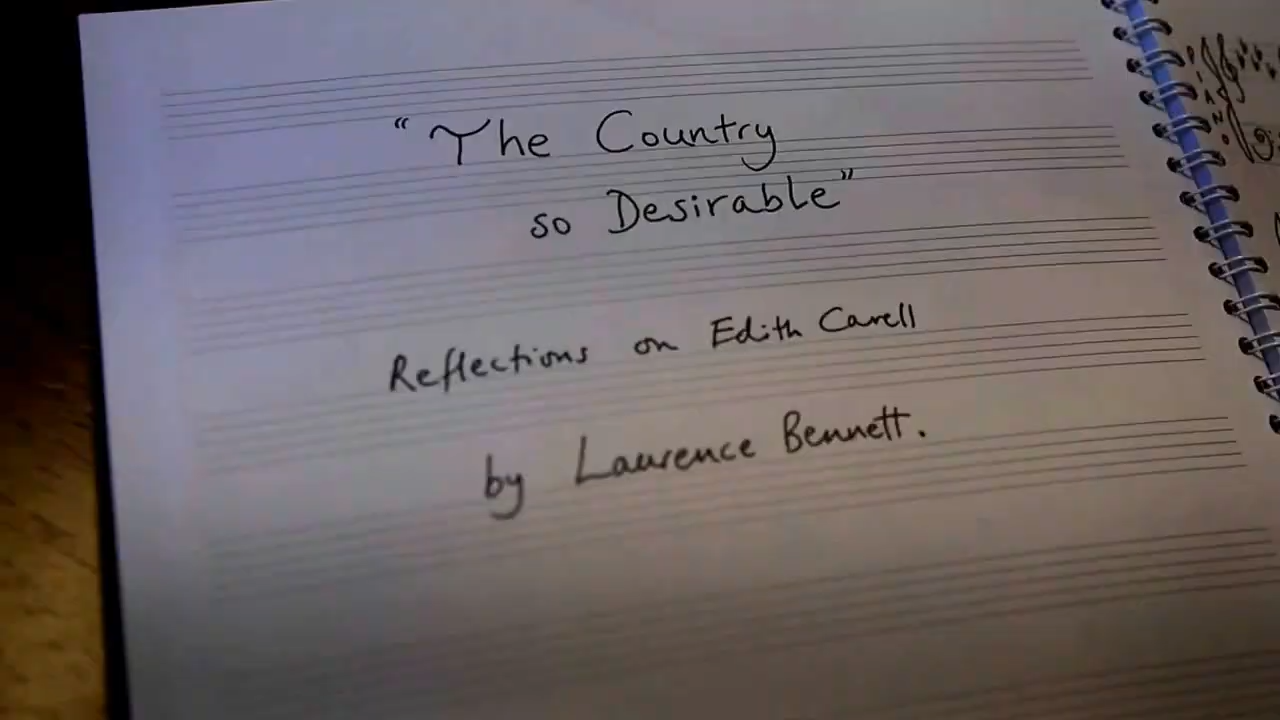 “The Country
so Desirable”
Reflections on Edith Cavell
by Laurence Bennett.